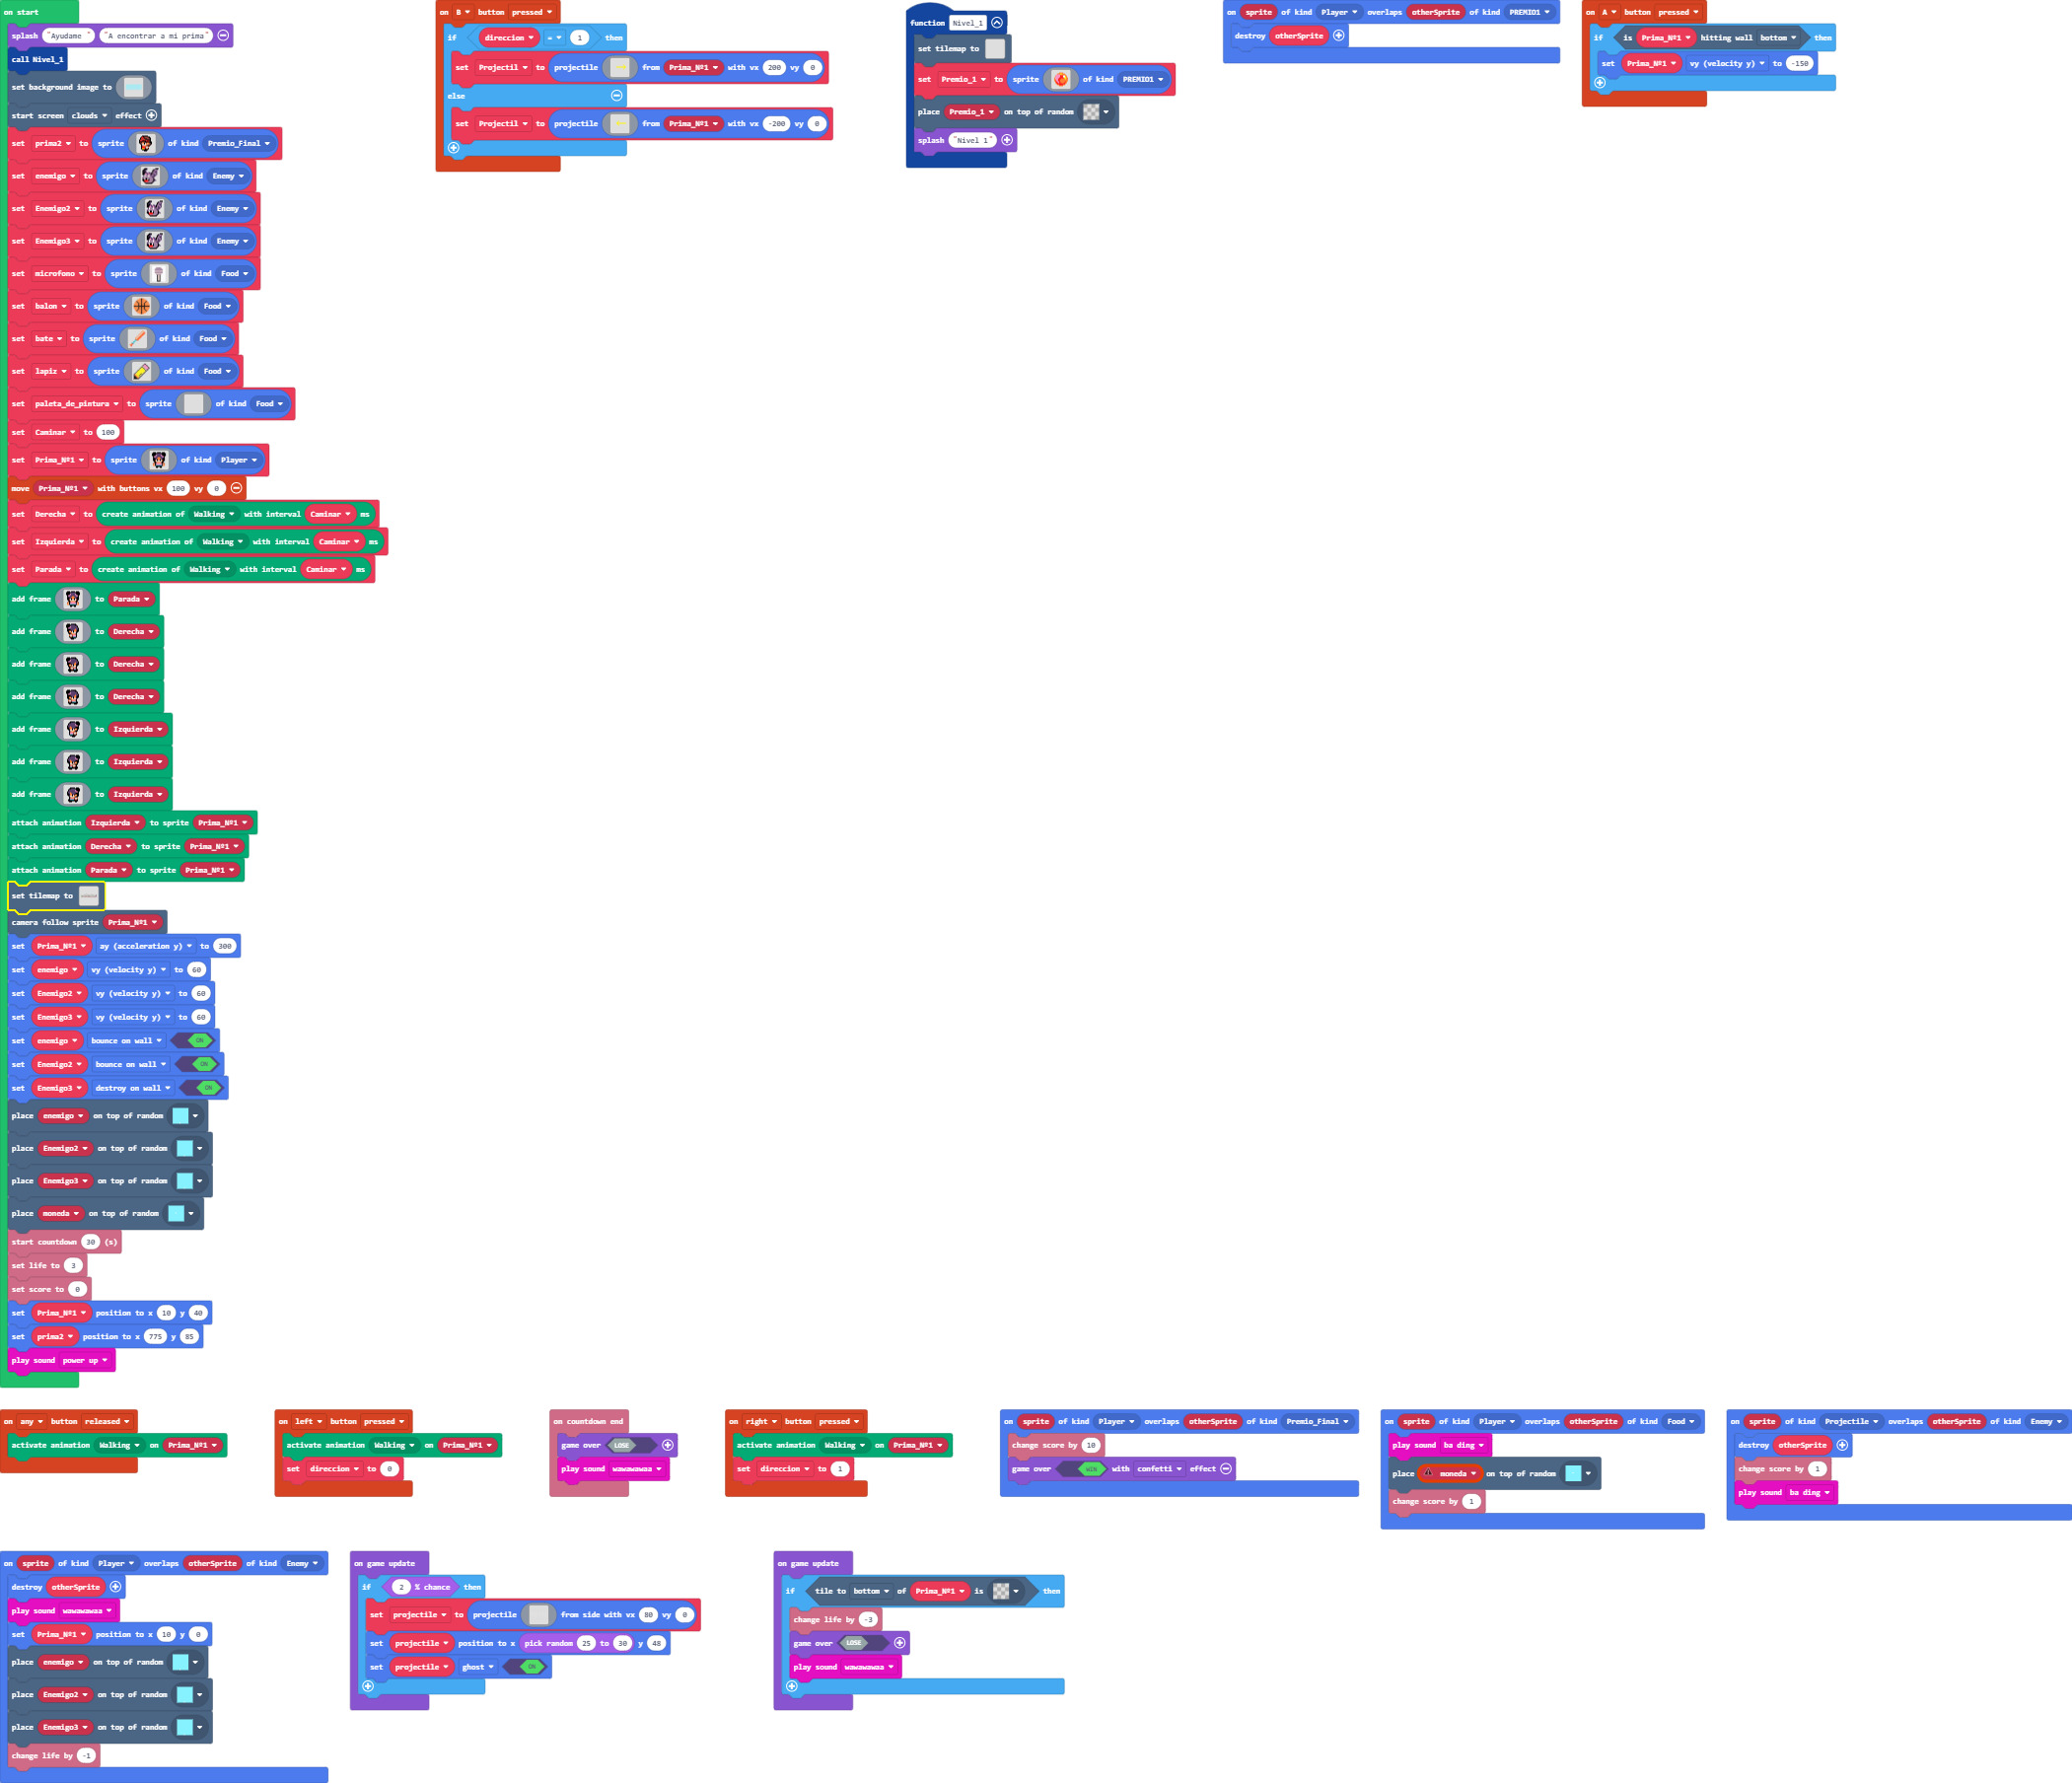 on start
splash "Ayudame " "A encontrar a mi prima"
call Nivel_1
set background image to
start screen clouds effect
set prima2 to sprite of kind Premio_Final
set enemigo to sprite of kind Enemy
set Enemigo2 to sprite of kind Enemy
set Enemigo3 to sprite of kind Enemy
set microfono to sprite of kind Food
set balon to sprite of kind Food
set bate to sprite of kind Food
set lapiz to sprite of kind Food
set paleta_de_pintura to sprite of kind Food
set Caminar to 100
set Prima_Nº1 to sprite of kind Player
move Prima_Nº1 with buttons vx 100 vy 0
set Derecha to create animation of Walking with interval Caminar ms
set Izquierda to create animation of Walking with interval Caminar ms
set Parada to create animation of Walking with interval Caminar ms
add frame to Parada
add frame to Derecha
add frame to Derecha
add frame to Derecha
add frame to Izquierda
add frame to Izquierda
add frame to Izquierda
attach animation Izquierda to sprite Prima_Nº1
attach animation Derecha to sprite Prima_Nº1
attach animation Parada to sprite Prima_Nº1
set tilemap to
camera follow sprite Prima_Nº1
set Prima_Nº1 ay (acceleration y) to 300
set enemigo vy (velocity y) to 60
set Enemigo2 vy (velocity y) to 60
set Enemigo3 vy (velocity y) to 60
set enemigo bounce on wall ON
set Enemigo2 bounce on wall ON
set Enemigo3 destroy on wall ON
place enemigo on top of random
place Enemigo2 on top of random
place Enemigo3 on top of random
place moneda on top of random
start countdown 30 (s)
set life to 3
set score to 0
set Prima_Nº1 position to x 10 y 40
set prima2 position to x 775 y 85
play sound power up
on B button pressed
if direccion = 1 then
set Projectil to projectile from Prima_Nº1 with vx 200 vy 0
else
set Projectil to projectile from Prima_Nº1 with vx -200 vy 0
function Nivel_1
set tilemap to
set Premio_1 to sprite of kind PREMIO1
place Premio_1 on top of random
splash "Nivel 1"
on sprite of kind Player overlaps otherSprite of kind PREMIO1
destroy otherSprite
on A button pressed
if is Prima_Nº1 hitting wall bottom then
set Prima_Nº1 vy (velocity y) to -150
on any button released
activate animation Walking on Prima_Nº1
on left button pressed
activate animation Walking on Prima_Nº1
set direccion to 0
on countdown end
game over LOSE
play sound wawawawaa
on right button pressed
activate animation Walking on Prima_Nº1
set direccion to 1
on sprite of kind Player overlaps otherSprite of kind Premio_Final
change score by 10
game over WIN with confetti effect
on sprite of kind Player overlaps otherSprite of kind Food
play sound ba ding
place moneda on top of random
change score by 1
on sprite of kind Projectile overlaps otherSprite of kind Enemy
destroy otherSprite
change score by 1
play sound ba ding
on sprite of kind Player overlaps otherSprite of kind Enemy
destroy otherSprite
play sound wawawawaa
set Prima_Nº1 position to x 10 y 0
place enemigo on top of random
place Enemigo2 on top of random
place Enemigo3 on top of random
change life by -1
on game update
if 2 % chance then
set projectile to projectile from side with vx 80 vy 0
set projectile position to x pick random 25 to 30 y 48
set projectile ghost ON
on game update
if tile to bottom of Prima_Nº1 is then
change life by -3
game over LOSE
play sound wawawawaa